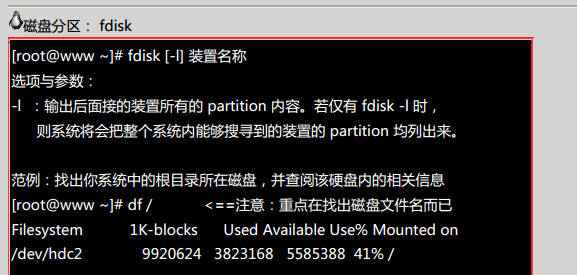 磁盘分区： fdisk
[root@www ~]# fdisk [-l] 装置名称
选项与参数：
-l ：输出后面接的装置所有的 partition 内容。若仅有 fdisk -l 时，
则系统将会把整个系统内能够搜寻到的装置的 partition 均列出来。
范例：找出你系统中的根目录所在磁盘，并查阅该硬盘内的相关信息
[root@www ~]# df / <==注意：重点在找出磁盘文件名而已
Filesystem 1K-blocks Used Available Use% Mounted on
/dev/hdc2 9920624 3823168 5585388 41% /